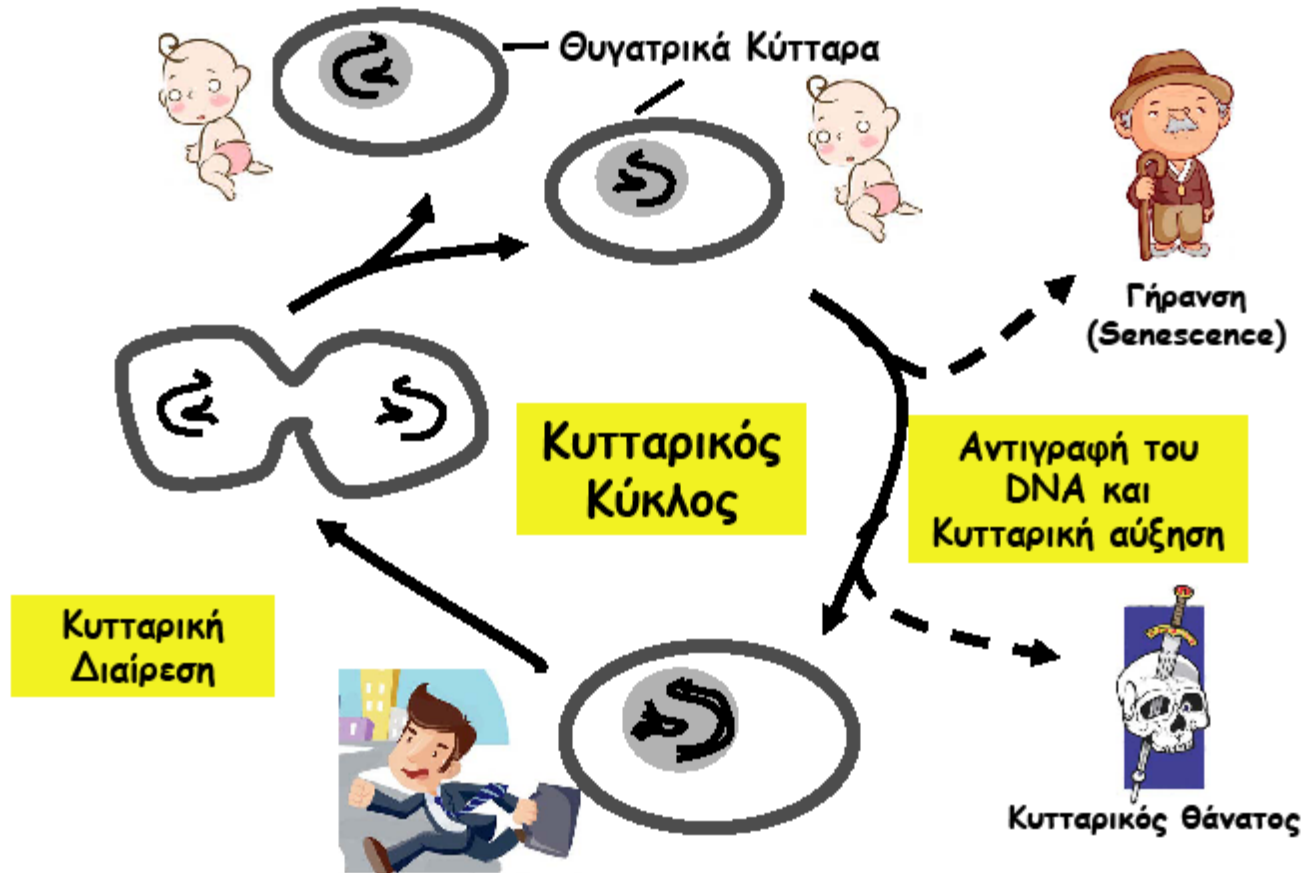 Θυγατρικά Κύτταρα
Γήρανση
(Senescence)
Κυτταρικός
Κύκλος
Αντιγραφή του
DNA και
Κυτταρική αύξηση
Κυτταρική
Διαίρεση
Κυτταρικός θάνατος